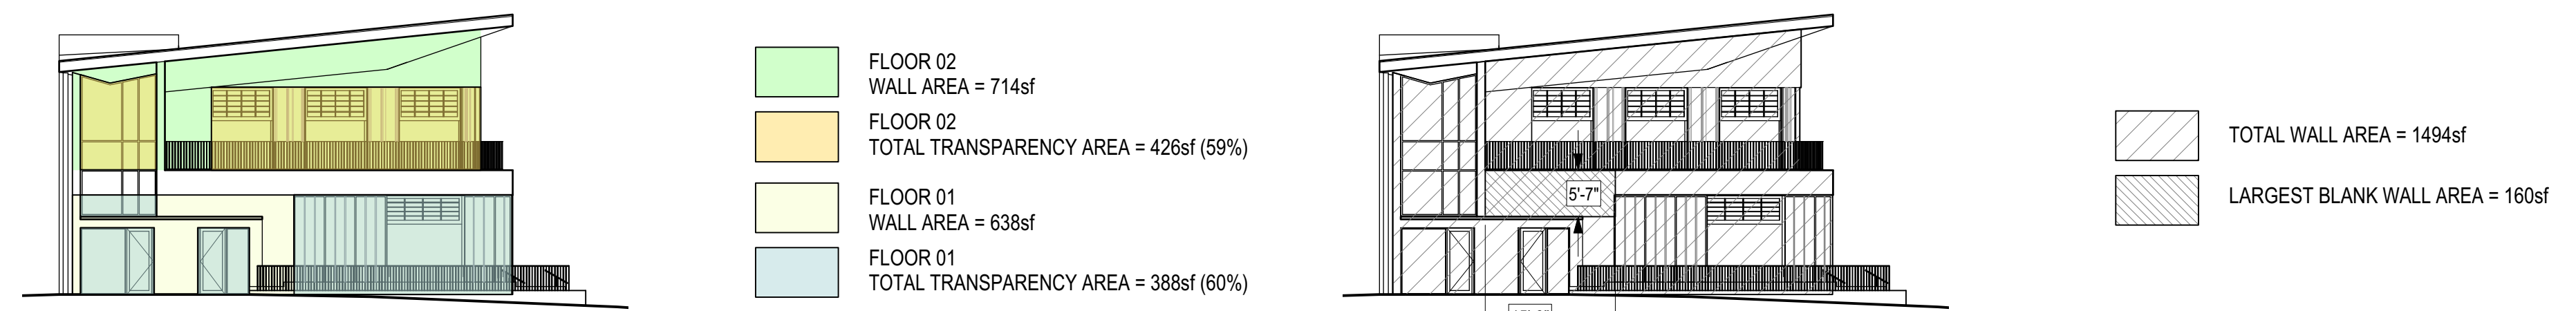 FLOOR 02
WALL AREA = 714sf
FLOOR 02
TOTAL TRANSPARENCY AREA = 426sf (59%)
FLOOR 01
WALL AREA = 638sf
FLOOR 01
TOTAL TRANSPARENCY AREA = 388sf (60%)
5'-7"
TOTAL WALL AREA = 1494sf
LARGEST BLANK WALL AREA = 160sf